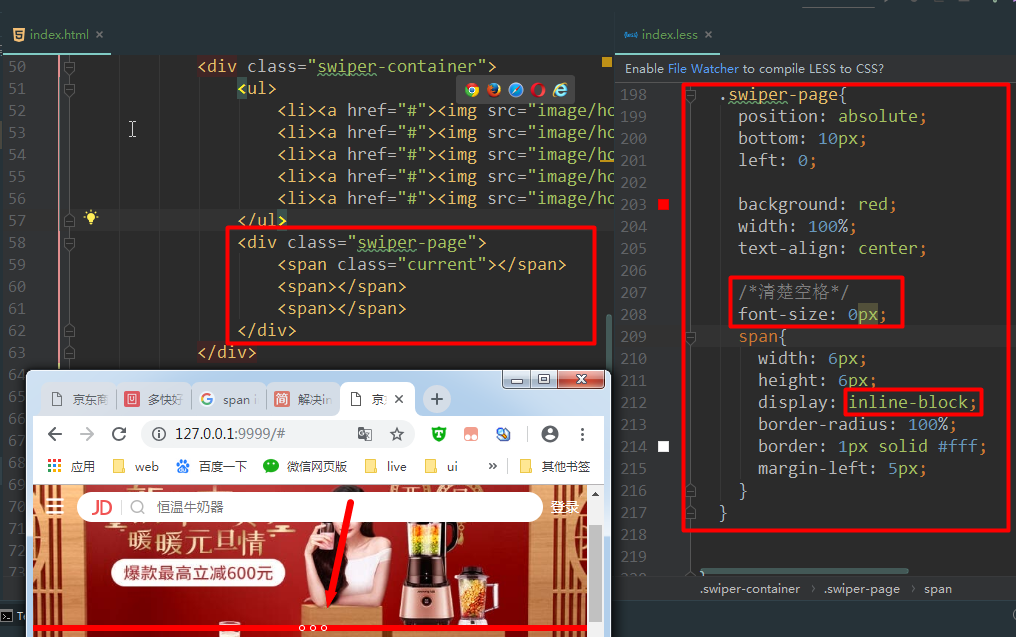 index.html ×
50 <div class="swiper-container">
51 <ul>
52 <li><a href="#"><img src="image/ho
53 <li><a href="#"><img src="image/ho
54 <li><a href="#"><img src="image/ho
55 <li><a href="#"><img src="image/ho
56 <li><a href="#"><img src="image/ho
57 </ul>
58 <div class="swiper-page">
59 <span class="current"></span>
60 <span></span>
61 <span></span>
62 </div>
63 </div>
64
65
66
67
68
69
70
71
72
73
index.less ×
Enable File Watcher to compile LESS to CSS?
198 .swiper-page{
199 position: absolute;
200 bottom: 10px;
201 left: 0;
202
203 background: red;
204 width: 100%;
205 text-align: center;
206
207 /*清楚空格*/
208 font-size: 0px;
209 span{
210 width: 6px;
211 height: 6px;
212 display: inline-block;
213 border-radius: 100%;
214 border: 1px solid #fff;
215 margin-left: 5px;
216 }
217 }
218
219
.swiper-container › .swiper-page › span
京东商
多快好
span i
简 解决in
京 ×
127.0.0.1:9999/#
应用 web 百度一下 微信网页版 live ui » 其他书签
JD 恒温牛奶器 登录
暖暖元旦情
爆款最高立减600元